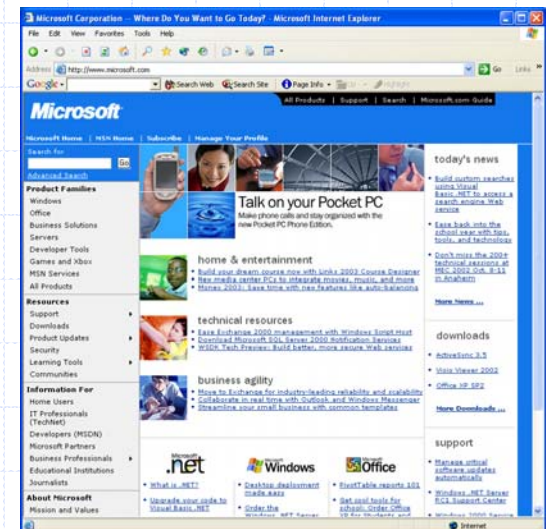 Microsoft Corporation -- Where Do You Want to Go Today? - Microsoft Internet Explorer
File Edit View Favorites Tools Help
Address http://www.microsoft.com
Go Links »
Google
Search Web Search Site Page Info
Up
Highlight
All Products | Support | Search | Microsoft.com Guide
Microsoft
Microsoft Home | MSN Home | Subscribe | Manage Your Profile
Search for
Go
Advanced Search
Product Families
Windows
Office
Business Solutions
Servers
Developer Tools
Games and Xbox
MSN Services
All Products
Resources
Support
Downloads
Product Updates
Security
Learning Tools
Communities
Information For
Home Users
IT Professionals
(TechNet)
Developers (MSDN)
Microsoft Partners
Business Professionals
Educational Institutions
Journalists
About Microsoft
Mission and Values
Talk on your Pocket PC
Make phone calls and stay organized with the
new Pocket PC Phone Edition.
home & entertainment
• Build your dream course now with Links 2003 Course Designer
• New media center PCs to integrate movies, music, and more
• Money 2003: Save time with new features like auto-balancing
technical resources
• Ease Exchange 2000 management with Windows Script Host
• Download Microsoft SQL Server 2000 Notification Services
• WSDK Tech Preview: Build better, more secure Web services
business agility
• Move to Exchange for industry-leading reliability and scalability
• Collaborate in real time with Outlook and Windows Messenger
• Streamline your small business with common templates
Microsoft .net
• What is .NET?
• Upgrade your code to
Visual Basic .NET
Microsoft Windows
• Desktop deployment
made easy
• Order the
Windows .NET Server
Microsoft Office
• PivotTable reports 101
• Get cool tools for
school: Order Office
XP for Students and
today's news
• Build custom searches
using Visual
Basic .NET to access a
search engine Web
service
• Ease back into the
school year with tips,
tools, and technology
• Don't miss the 200+
technical sessions at
MEC 2002 Oct. 8-11
in Anaheim
More News ...
downloads
• ActiveSync 3.5
• Visio Viewer 2002
• Office XP SP2
More Downloads ...
support
• Manage critical
software updates
automatically
• Windows .NET Server
RC1 Support Center
• Windows 2000 Service
Internet